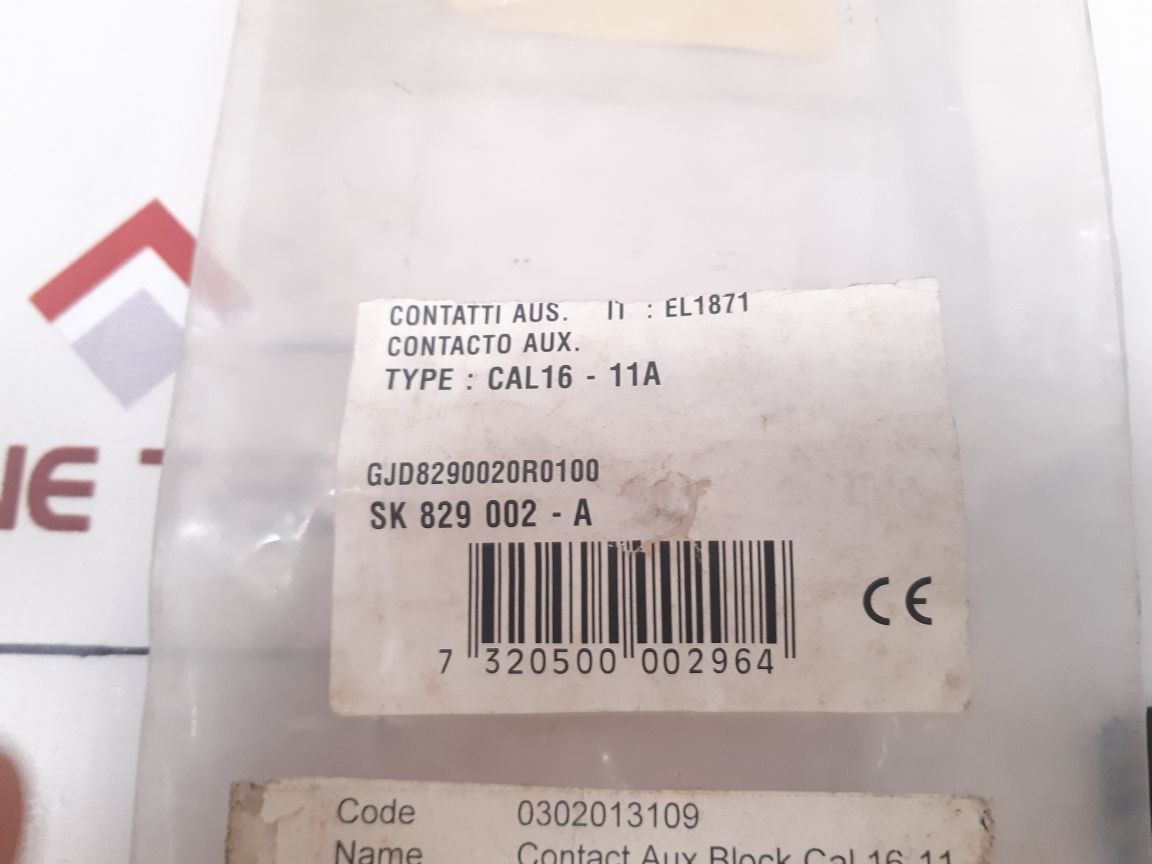 CONTATTI AUS. IT : EL1871
CONTACTO AUX.
TYPE : CAL16 - 11A
GJD8290020R0100
SK 829 002 - A
7 320500 002964
CE
Code 0302013109
Name Contact Aux Block Cal 16-11